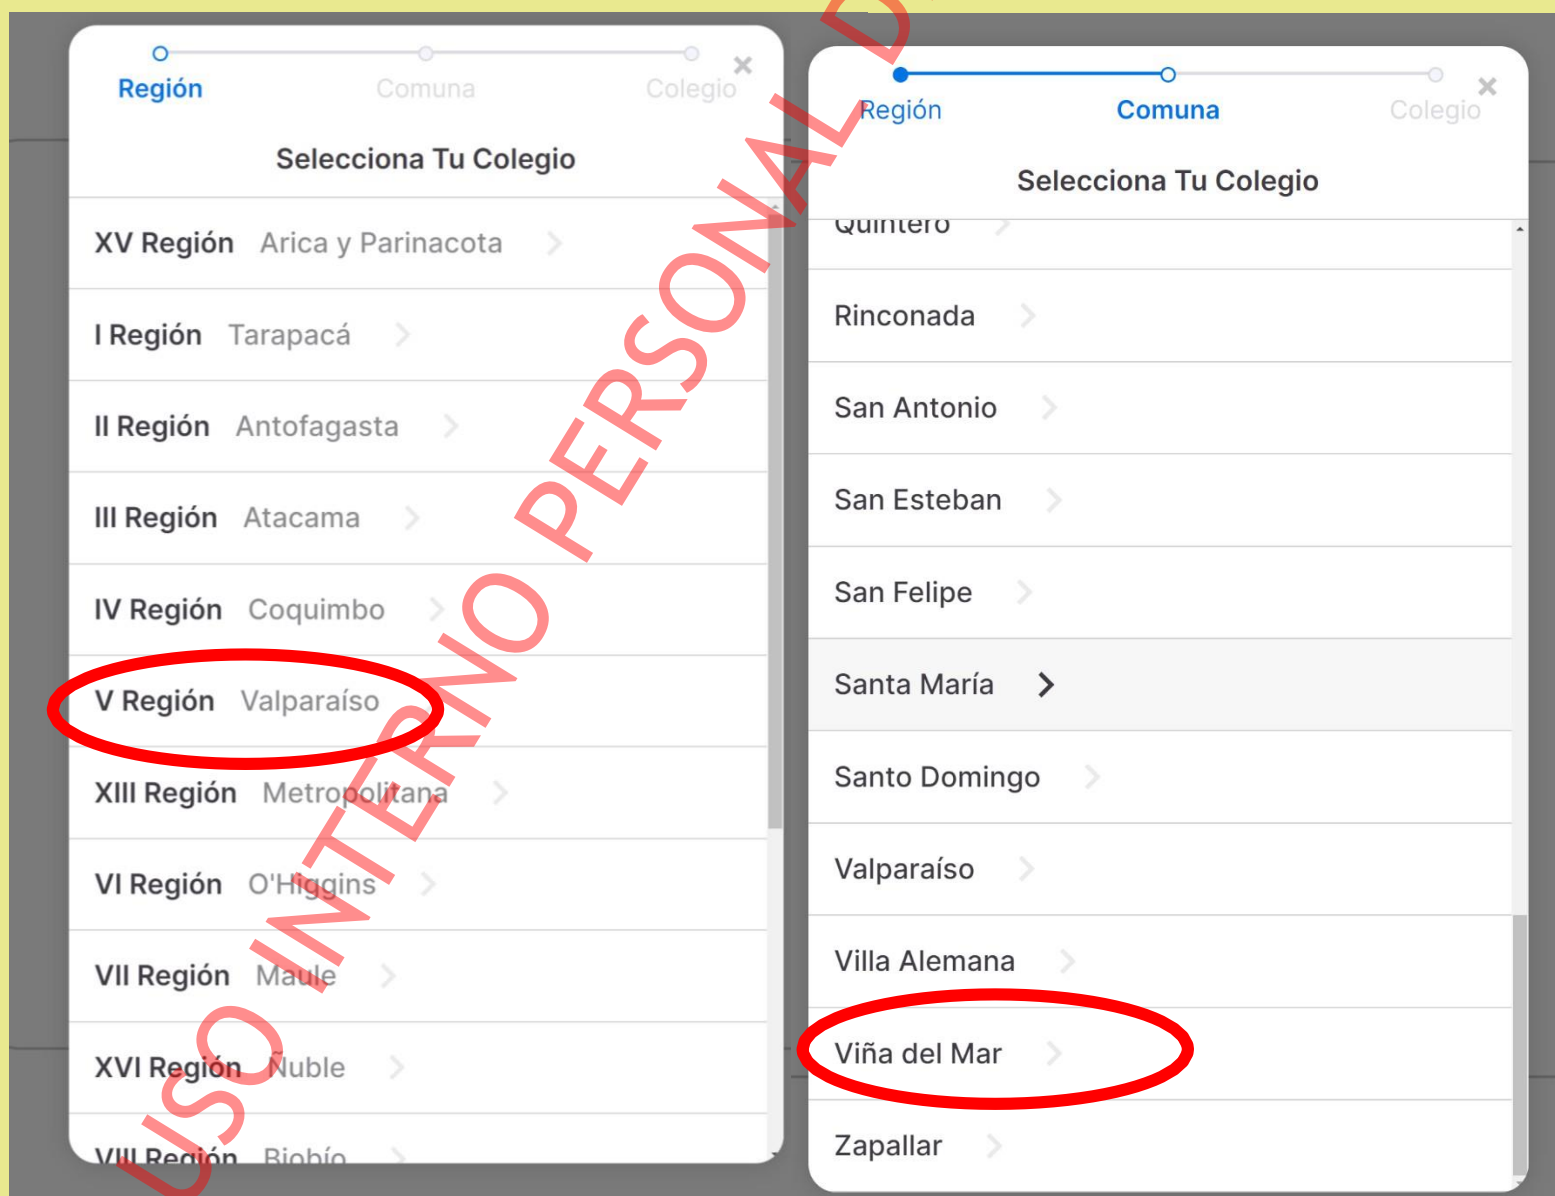 Región Comuna Colegio ×
Selecciona Tu Colegio
XV Región Arica y Parinacota
I Región Tarapacá
II Región Antofagasta
III Región Atacama
IV Región Coquimbo
V Región Valparaíso
XIII Región Metropolitana
VI Región O'Higgins
VII Región Maule
XVI Región Ñuble
VIII Región Biobío
Región Comuna Colegio ×
Selecciona Tu Colegio
Quintero
Rinconada
San Antonio
San Esteban
San Felipe
Santa María
Santo Domingo
Valparaíso
Villa Alemana
Viña del Mar
Zapallar
USO INTERNO PERSONAL